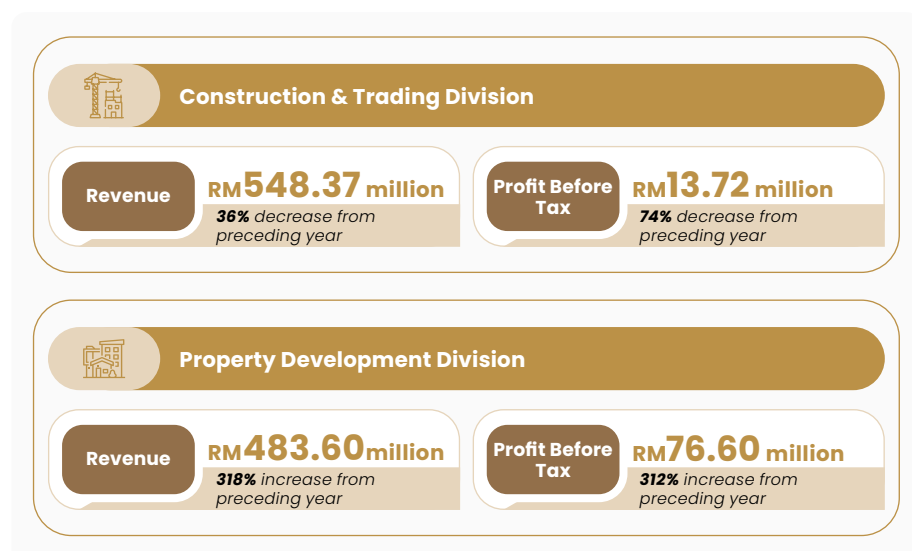 Construction & Trading Division
Revenue
RM548.37 million
36% decrease from
preceding year
Profit Before
Tax
RM13.72 million
74% decrease from
preceding year
Property Development Division
Revenue
RM483.60million
318% increase from
preceding year
Profit Before
Tax
RM76.60 million
312% increase from
preceding year